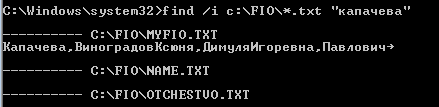 C:\Windows\system32>find /i c:\FIO\*.txt "капачева"
---------- C:\FIO\MYFIO.TXT
Капачева,ВиноградовКсюня,ДимуляИгоревна,Павлович→
---------- C:\FIO\NAME.TXT
---------- C:\FIO\OTCHESTVO.TXT